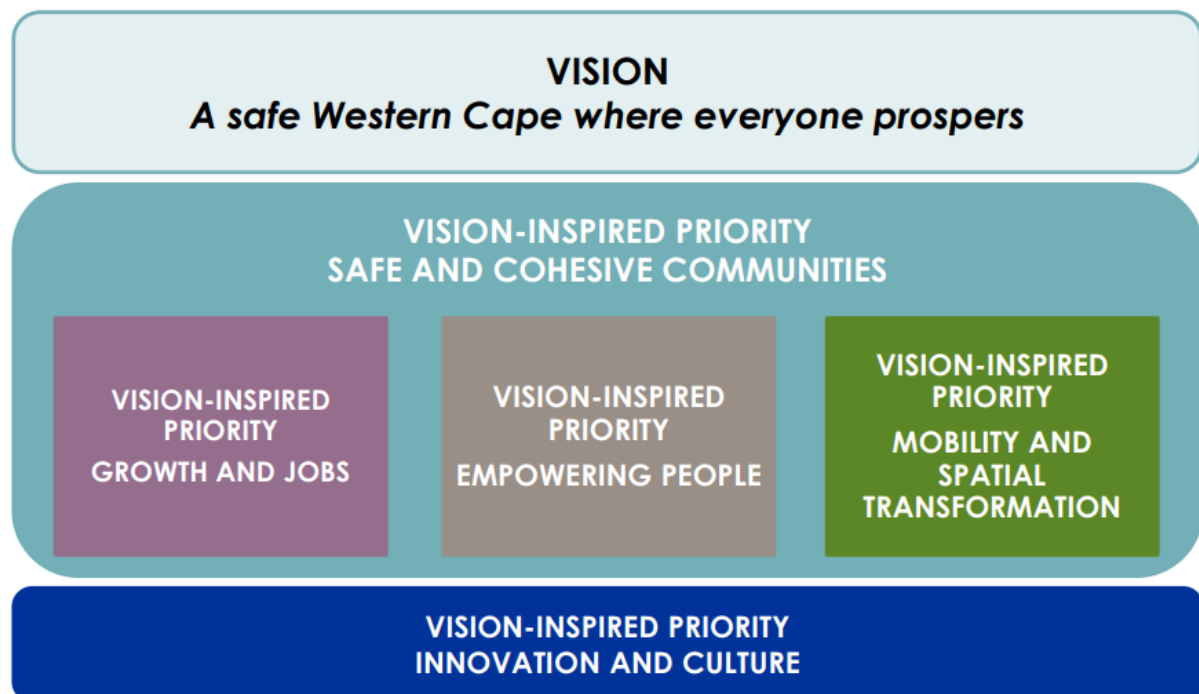 VISION
A safe Western Cape where everyone prospers
VISION-INSPIRED PRIORITY
SAFE AND COHESIVE COMMUNITIES
VISION-INSPIRED
PRIORITY
GROWTH AND JOBS
VISION-INSPIRED
PRIORITY
EMPOWERING PEOPLE
VISION-INSPIRED
PRIORITY
MOBILITY AND
SPATIAL
TRANSFORMATION
VISION-INSPIRED PRIORITY
INNOVATION AND CULTURE